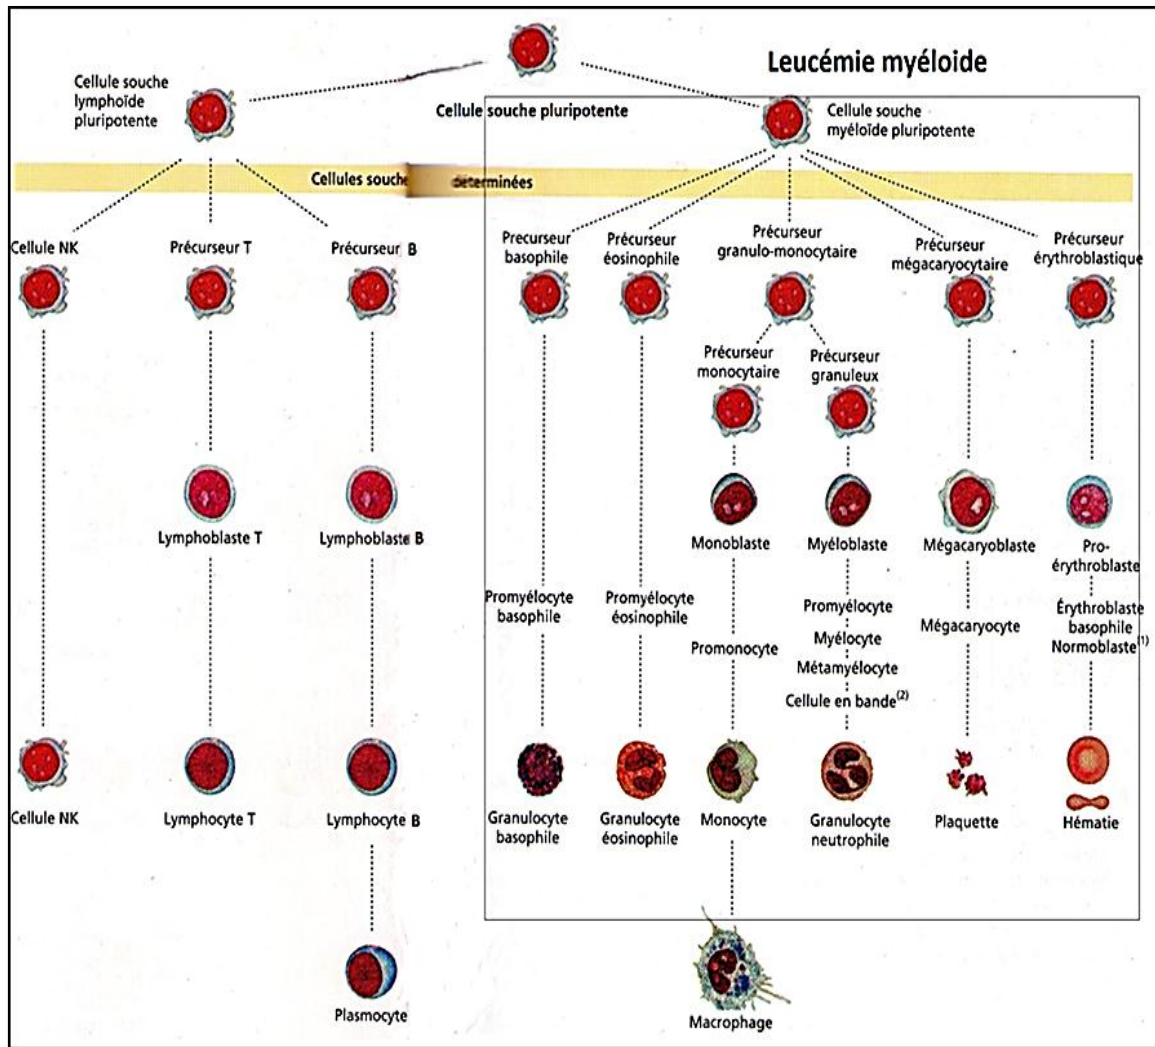 Leucémie myéloide
Cellule souche
lymphoïde
pluripotente
Cellule souche pluripotente
Cellule souche
myéloïde pluripotente
Cellules souche déterminées
Cellule NK
Précurseur T
Précurseur B
Precurseur
basophile
Précurseur
éosinophile
Précurseur
granulo-monocytaire
Précurseur
mégacaryocytaire
Précurseur
érythroblastique
Précurseur
monocytaire
Précurseur
granuleux
Lymphoblaste T
Lymphoblaste B
Monoblaste
Myéloblaste
Mégacaryoblaste
Pro-
érythroblaste
Promyélocyte
basophile
Promyélocyte
éosinophile
Promonocyte
Promyélocyte
Myélocyte
Métamyélocyte
Cellule en bande(2)
Mégacaryocyte
Érythroblaste
basophile
Normoblaste(1)
Cellule NK
Lymphocyte T
Lymphocyte B
Granulocyte
basophile
Granulocyte
éosinophile
Monocyte
Granulocyte
neutrophile
Plaquette
Hématie
Plasmocyte
Macrophage